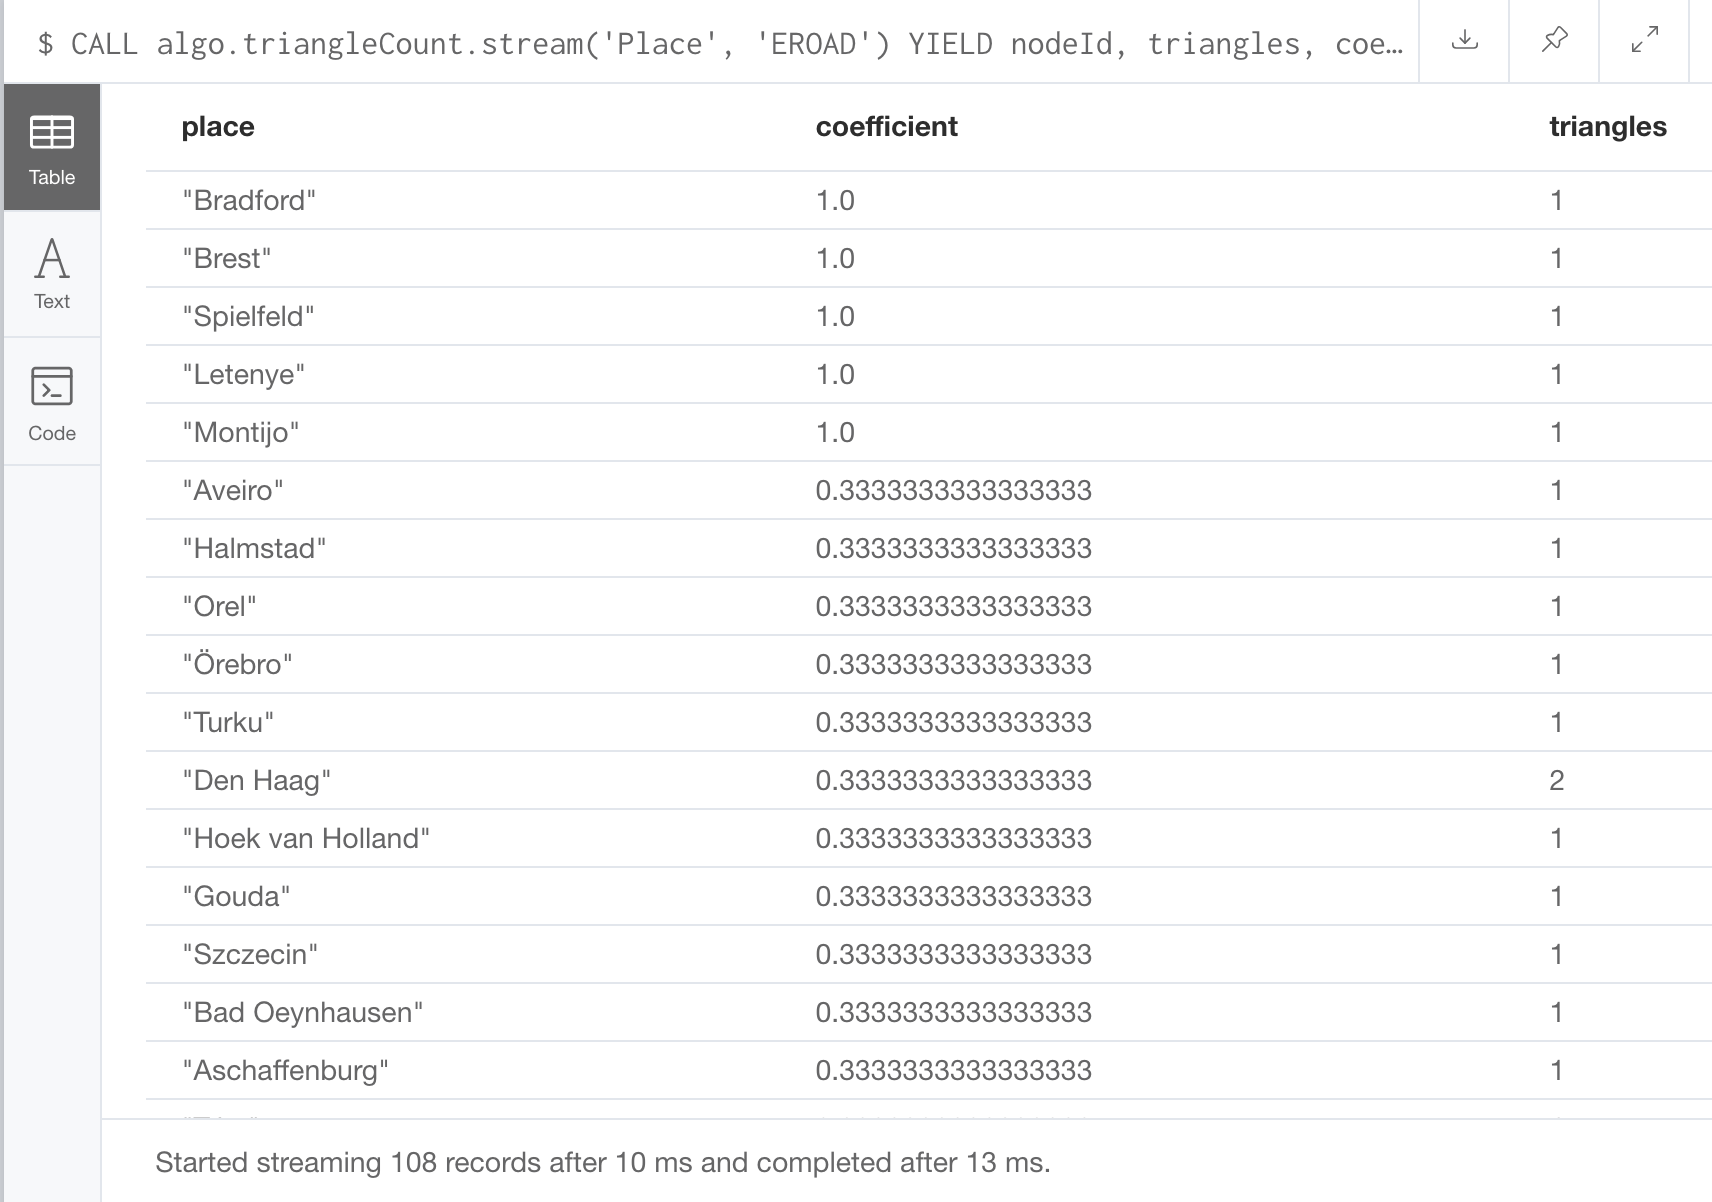 $ CALL algo.triangleCount.stream('Place', 'EROAD') YIELD nodeId, triangles, coe…
Table
Text
Code
place coefficient triangles
"Bradford" 1.0 1
"Brest" 1.0 1
"Spielfeld" 1.0 1
"Letenye" 1.0 1
"Montijo" 1.0 1
"Aveiro" 0.3333333333333333 1
"Halmstad" 0.3333333333333333 1
"Orel" 0.3333333333333333 1
"Örebro" 0.3333333333333333 1
"Turku" 0.3333333333333333 1
"Den Haag" 0.3333333333333333 2
"Hoek van Holland" 0.3333333333333333 1
"Gouda" 0.3333333333333333 1
"Szczecin" 0.3333333333333333 1
"Bad Oeynhausen" 0.3333333333333333 1
"Aschaffenburg" 0.3333333333333333 1
Started streaming 108 records after 10 ms and completed after 13 ms.